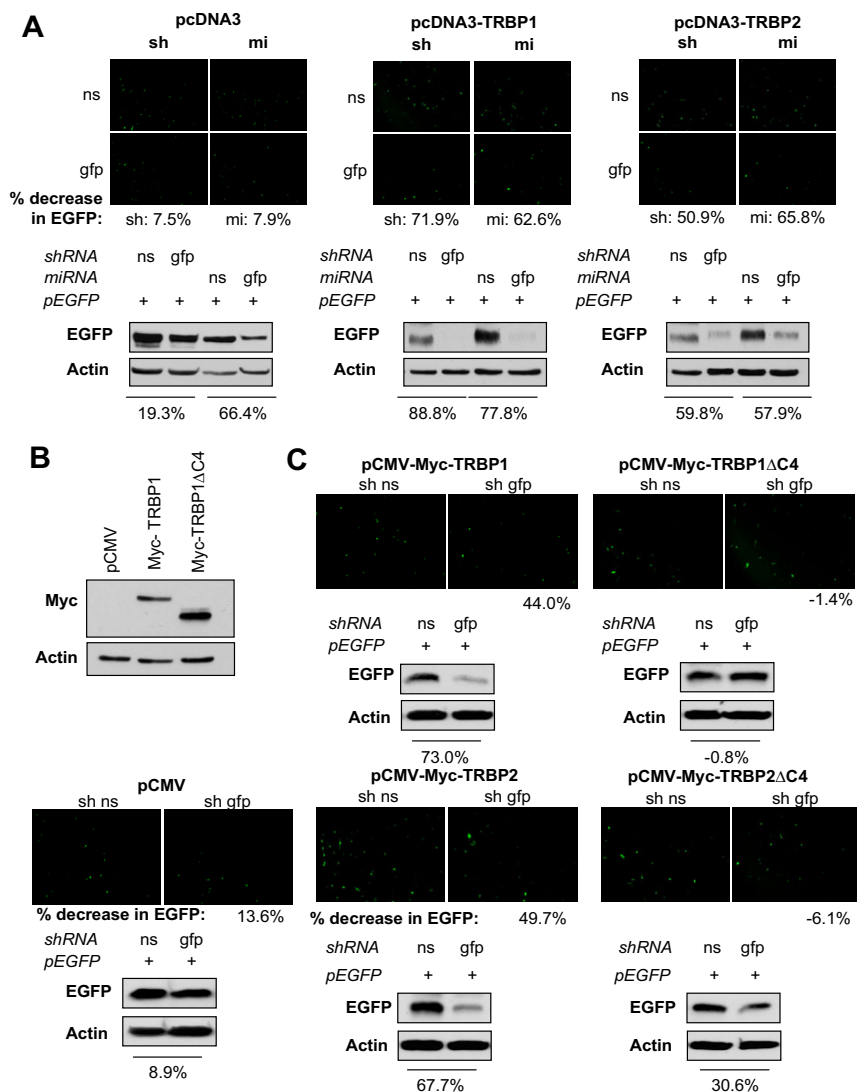 A
pcDNA3
pcDNA3-TRBP1
pcDNA3-TRBP2
sh mi
sh mi
sh mi
ns
ns
ns
gfp
gfp
gfp
% decrease
in EGFP:
sh: 7.5% mi: 7.9%
sh: 71.9% mi: 62.6%
sh: 50.9% mi: 65.8%
shRNA ns gfp
miRNA ns gfp
pEGFP + + + +
EGFP
Actin
19.3% 66.4%
shRNA ns gfp
miRNA ns gfp
pEGFP + + + +
EGFP
Actin
88.8% 77.8%
shRNA ns gfp
miRNA ns gfp
pEGFP + + + +
EGFP
Actin
59.8% 57.9%
B
pCMV
Myc- TRBP1
Myc-TRBP1ΔC4
Myc
Actin
C
pCMV-Myc-TRBP1
sh ns sh gfp
44.0%
shRNA ns gfp
pEGFP + +
EGFP
Actin
73.0%
pCMV-Myc-TRBP1ΔC4
sh ns sh gfp
-1.4%
shRNA ns gfp
pEGFP + +
EGFP
Actin
-0.8%
pCMV
sh ns sh gfp
% decrease in EGFP: 13.6%
shRNA ns gfp
pEGFP + +
EGFP
Actin
8.9%
pCMV-Myc-TRBP2
sh ns sh gfp
% decrease in EGFP: 49.7%
shRNA ns gfp
pEGFP + +
EGFP
Actin
67.7%
pCMV-Myc-TRBP2ΔC4
sh ns sh gfp
-6.1%
shRNA ns gfp
pEGFP + +
EGFP
Actin
30.6%